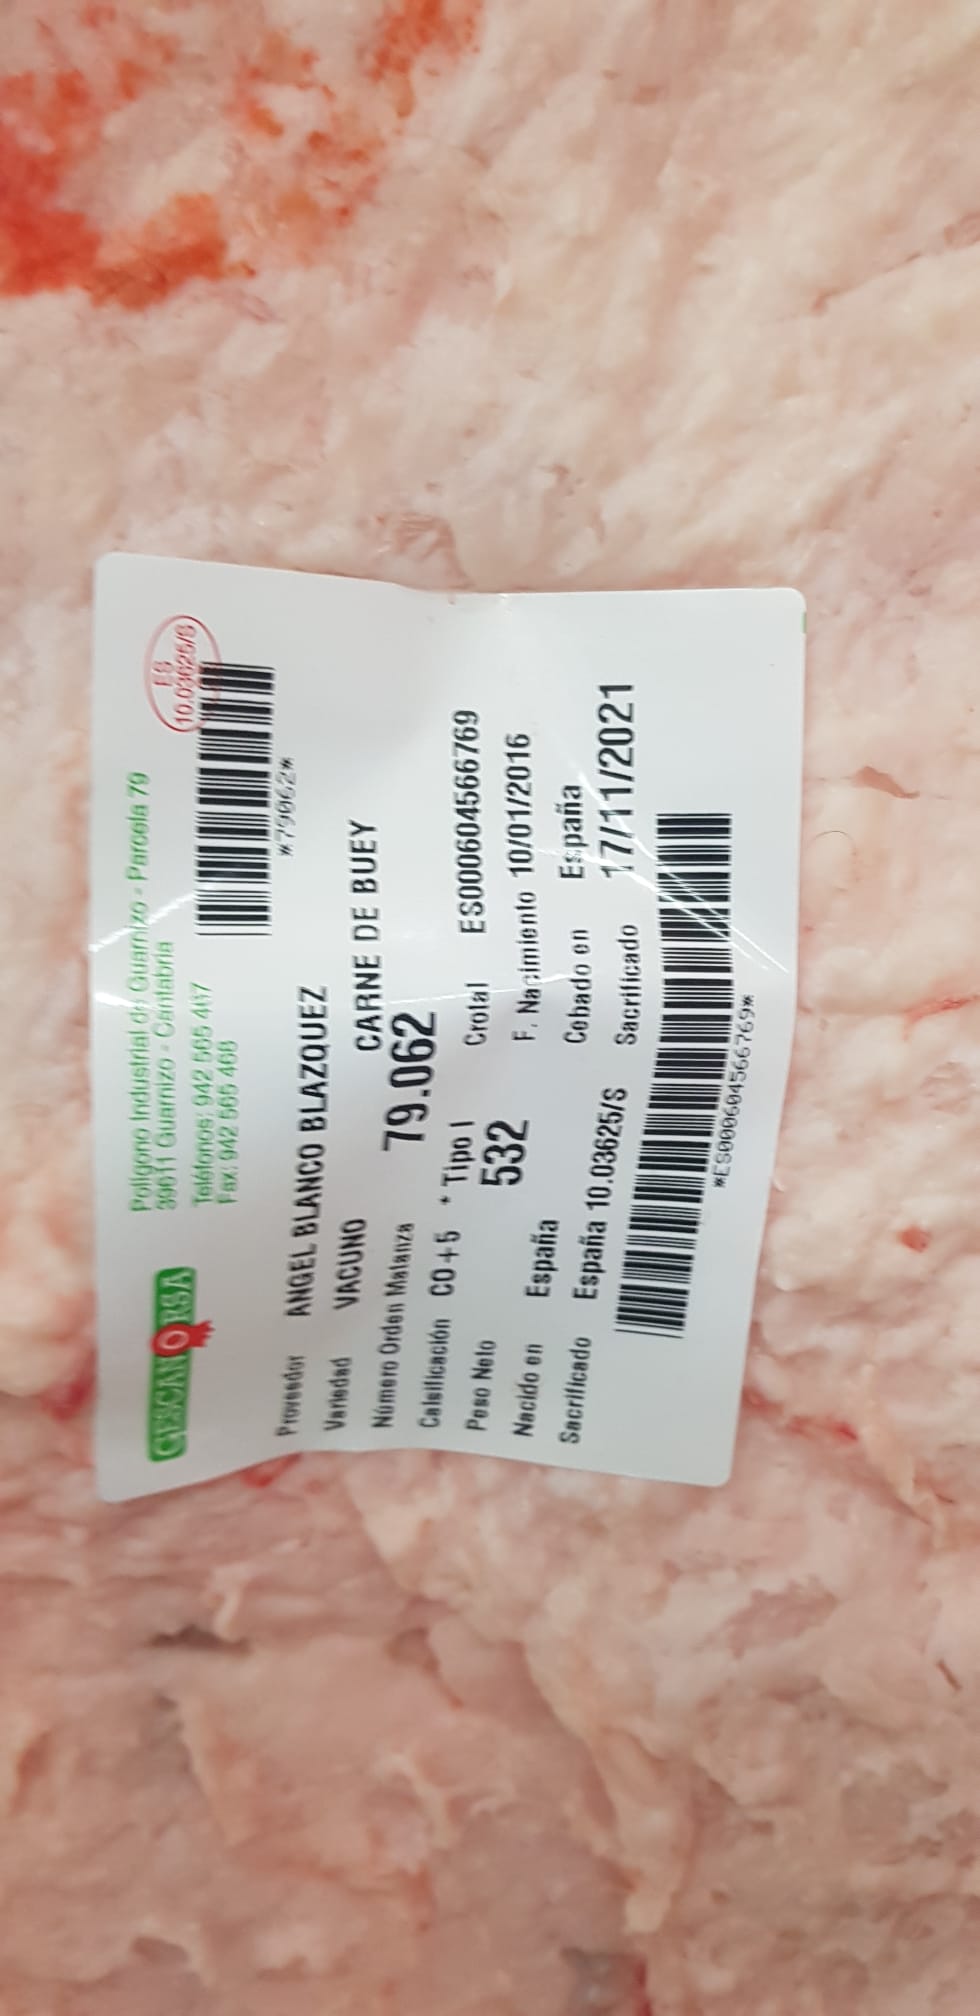 GESCANORSA
Polígono Industrial de Guarnizo - Parcela 79
39611 Guarnizo - Cantabria
Teléfonos: 942 565 467
Fax: 942 565 468
ES
10.03625/S
*79062*
Proveedor ANGEL BLANCO BLAZQUEZ
Variedad VACUNO CARNE DE BUEY
Número Orden Matanza 79.062
Calsificación CO+5 * Tipo I Crotal ES000604566769
Peso Neto 532 F. Nacimiento 10/01/2016
Nacido en España Cebado en España
Sacrificado España 10.03625/S Sacrificado 17/11/2021
*ES000604566769*